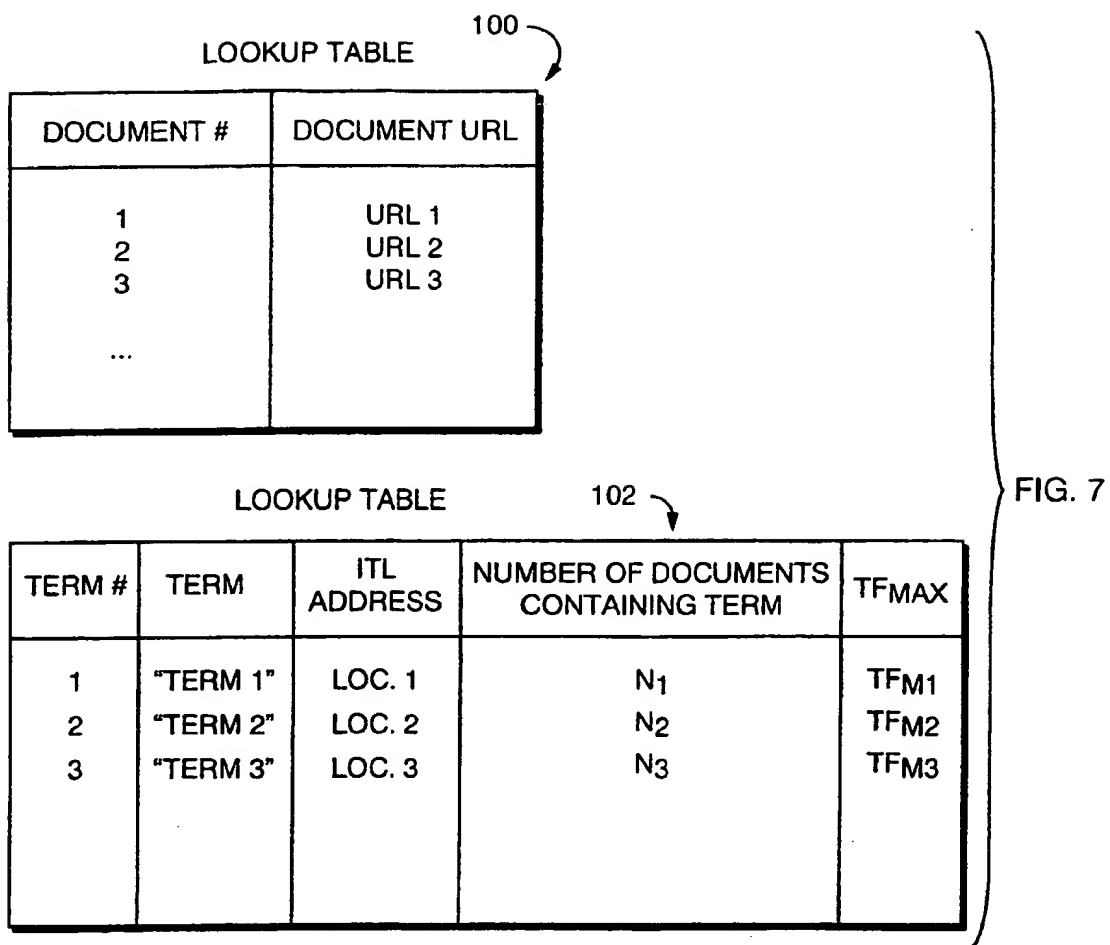 100
LOOKUP TABLE
DOCUMENT # DOCUMENT URL
1 URL 1
2 URL 2
3 URL 3
...
LOOKUP TABLE 102
FIG. 7
TERM # TERM ITL ADDRESS NUMBER OF DOCUMENTS CONTAINING TERM TFMAX
1 "TERM 1" LOC. 1 N1 TFM1
2 "TERM 2" LOC. 2 N2 TFM2
3 "TERM 3" LOC. 3 N3 TFM3